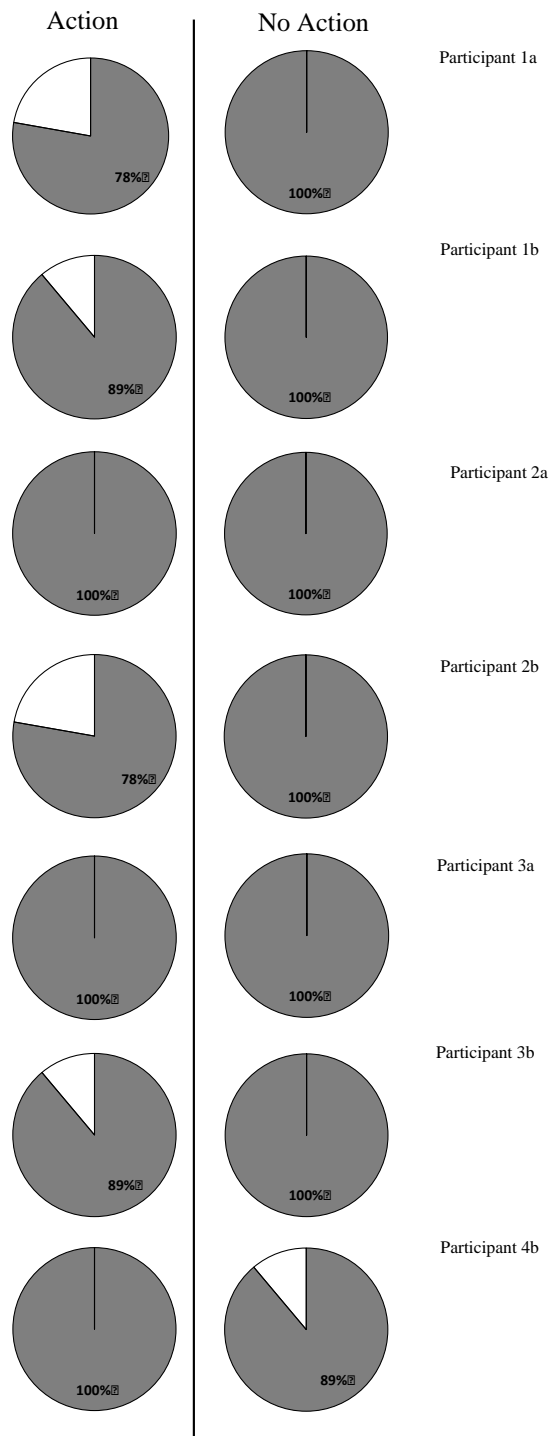 Action No Action
Participant 1a
78%⍰ 100%⍰
Participant 1b
89%⍰ 100%⍰
Participant 2a
100%⍰ 100%⍰
Participant 2b
78%⍰ 100%⍰
Participant 3a
100%⍰ 100%⍰
Participant 3b
89%⍰ 100%⍰
Participant 4b
100%⍰ 89%⍰